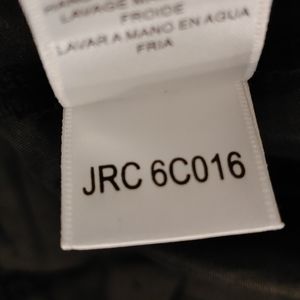 LAVAGE
FROIDE
LAVAR A MANO EN AGUA
FRIA
JRC 6C016